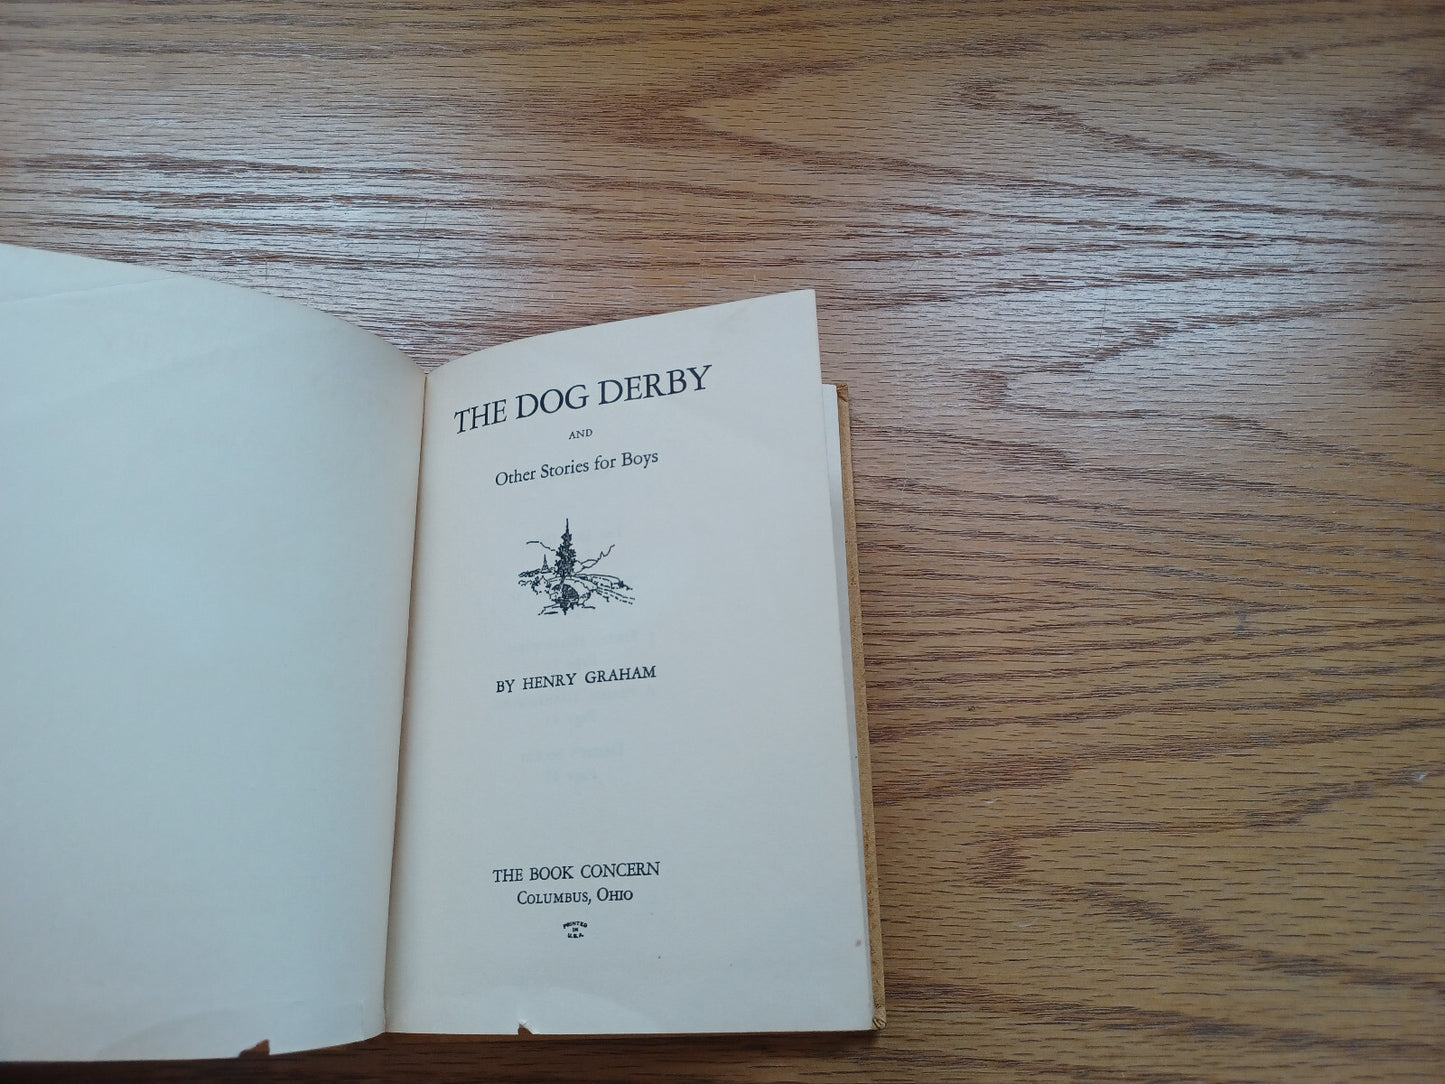 THE DOG DERBY
AND
Other Stories for Boys
BY HENRY GRAHAM
THE BOOK CONCERN
COLUMBUS, OHIO
PRINTED
IN
U.S.A.